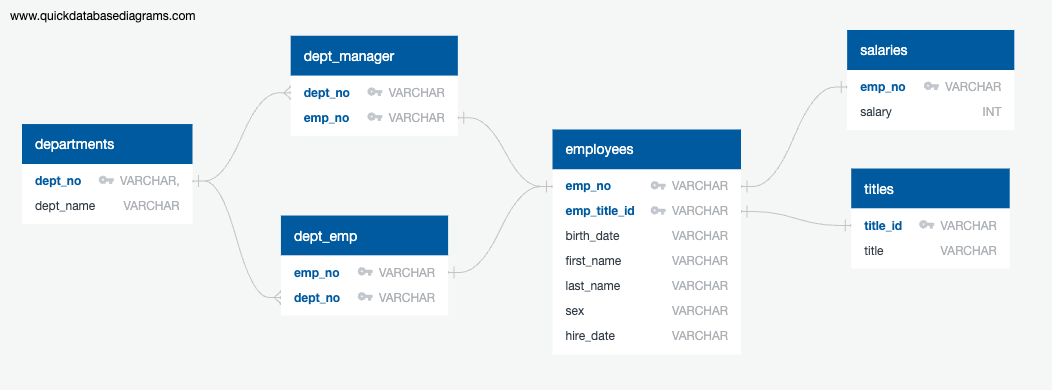 www.quickdatabasediagrams.com
dept_manager
dept_no VARCHAR
emp_no VARCHAR
departments
dept_no VARCHAR,
dept_name VARCHAR
dept_emp
emp_no VARCHAR
dept_no VARCHAR
employees
emp_no VARCHAR
emp_title_id VARCHAR
birth_date VARCHAR
first_name VARCHAR
last_name VARCHAR
sex VARCHAR
hire_date VARCHAR
salaries
emp_no VARCHAR
salary INT
titles
title_id VARCHAR
title VARCHAR